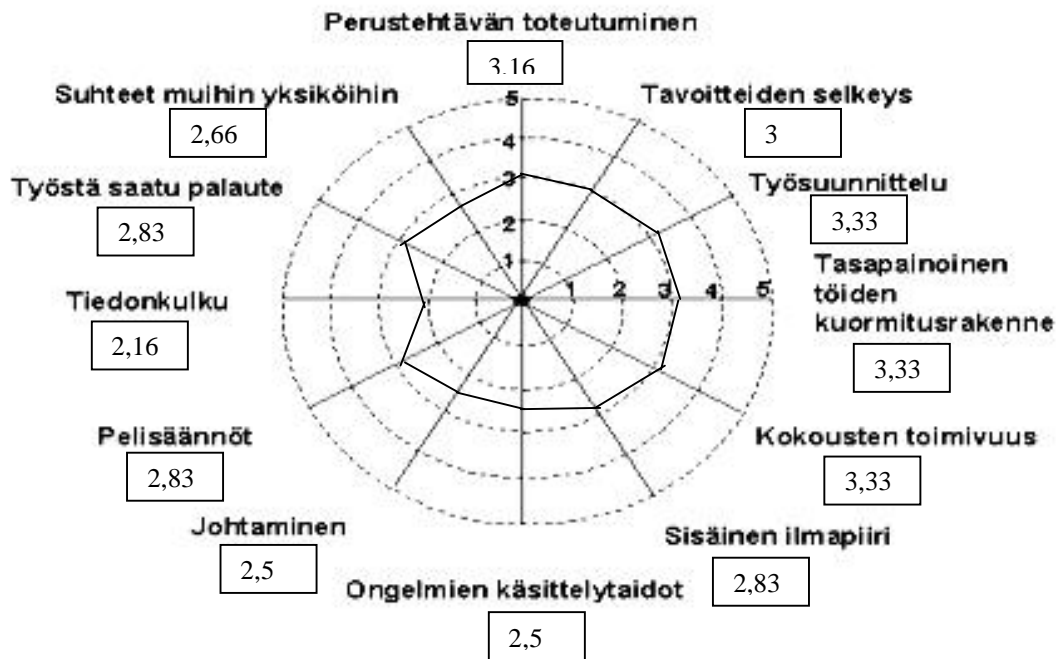 Perustehtävän toteutuminen
3,16
Suhteet muihin yksiköihin
2,66
Tavoitteiden selkeys
3
Työstä saatu palaute
2,83
Työsuunnittelu
3,33
Tiedonkulku
2,16
Tasapainoinen
töiden
kuormitusrakenne
3,33
Pelisäännöt
2,83
Kokousten toimivuus
3,33
Johtaminen
2,5
Sisäinen ilmapiiri
2,83
Ongelmien käsittelytaidot
2,5
5
4
3
2
1
1 2 3 4 5